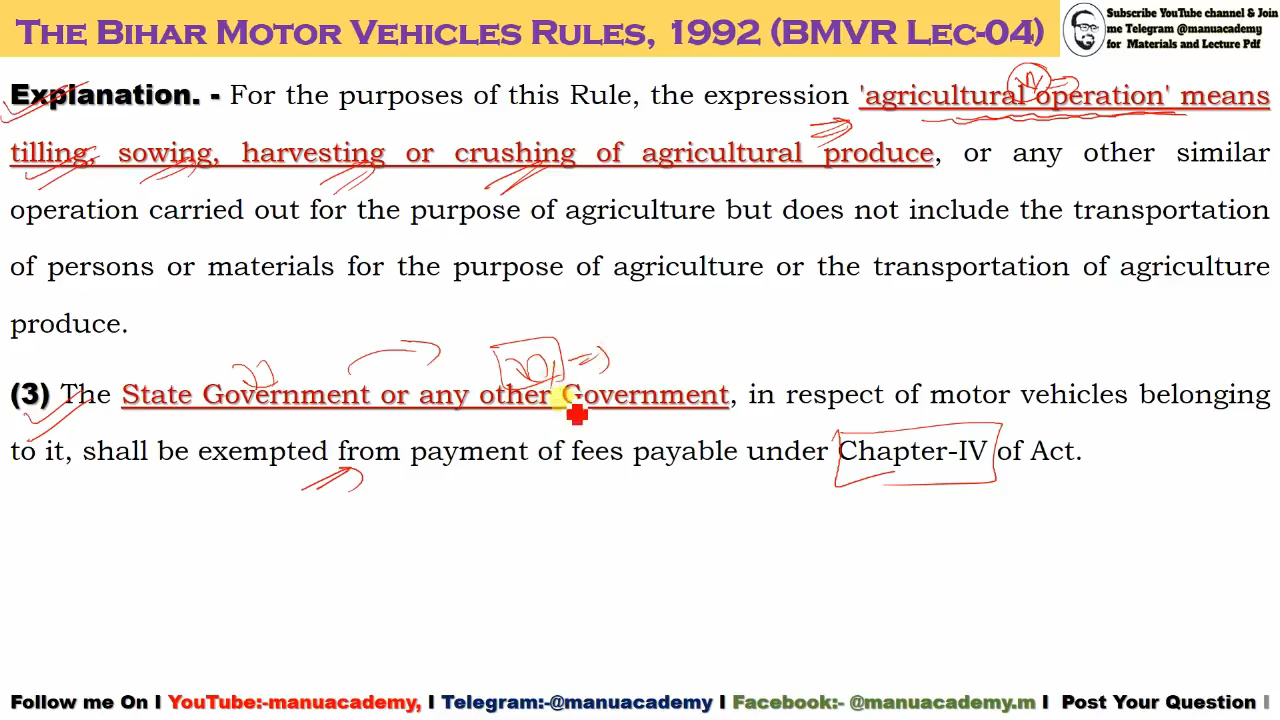 THE BIHAR MOTOR VEHICLES RULES, 1992 (BMVR LEC-04)
Subscribe YouTube channel & Join
me Telegram @manuacademy
for Materials and Lecture Pdf
Explanation. - For the purposes of this Rule, the expression 'agricultural operation' means
tilling, sowing, harvesting or crushing of agricultural produce, or any other similar
operation carried out for the purpose of agriculture but does not include the transportation
of persons or materials for the purpose of agriculture or the transportation of agriculture
produce.
(3) The State Government or any other Government, in respect of motor vehicles belonging
to it, shall be exempted from payment of fees payable under Chapter-IV of Act.
Follow me On I YouTube:-manuacademy, I Telegram:-@manuacademy I Facebook:- @manuacademy.m I Post Your Question I